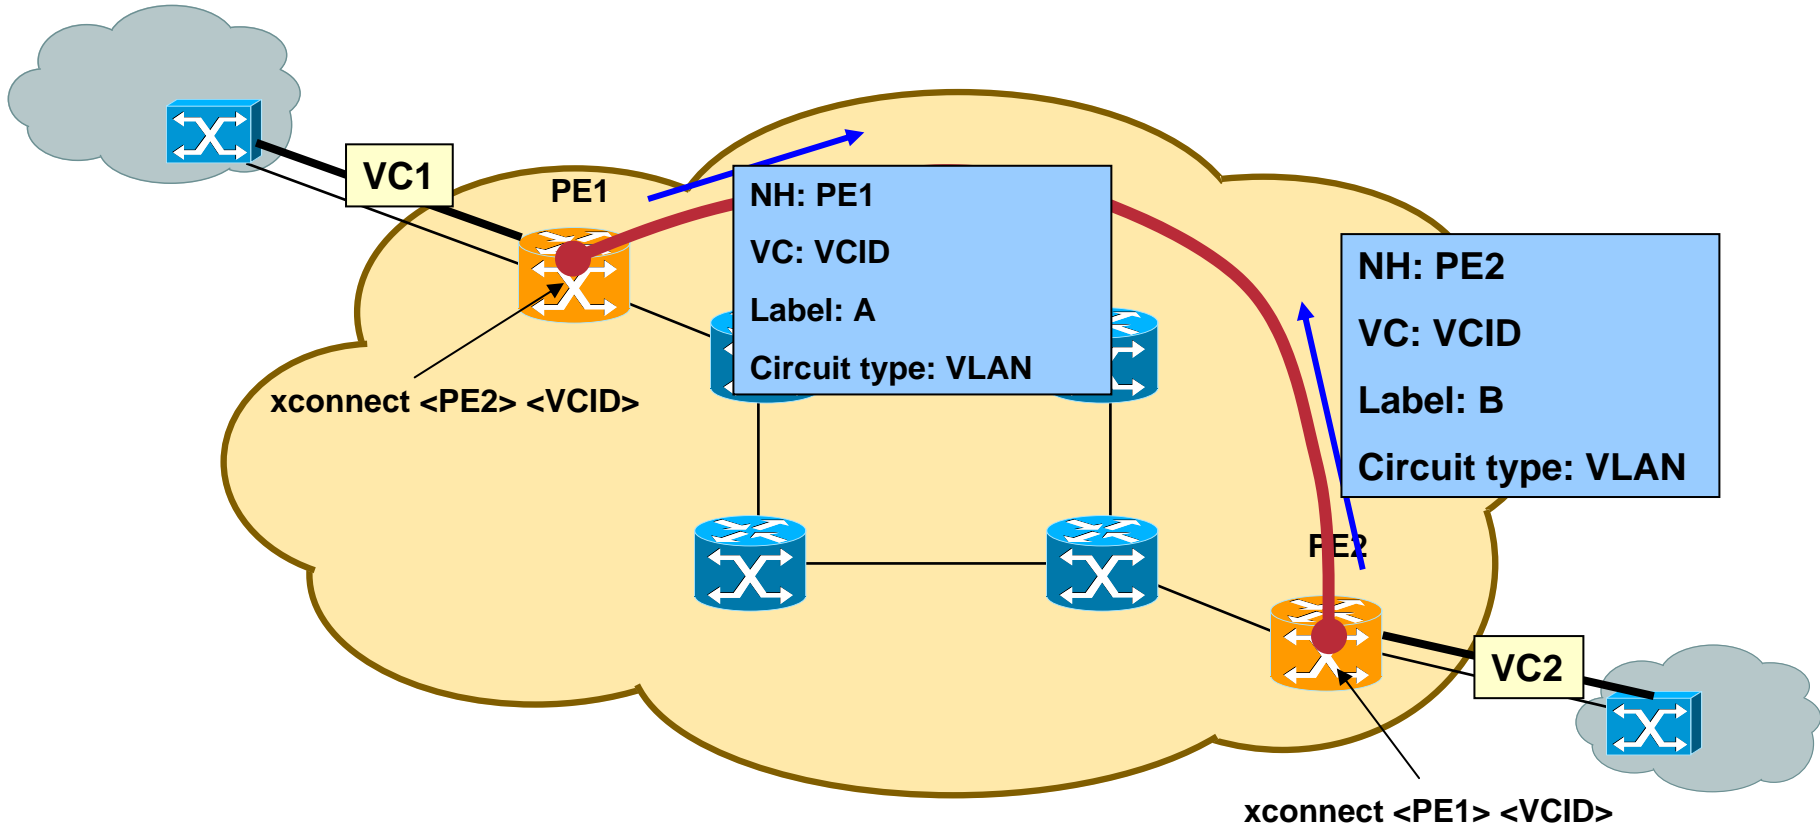 VC1
PE1
NH: PE1
VC: VCID
Label: A
Circuit type: VLAN
NH: PE2
VC: VCID
Label: B
Circuit type: VLAN
xconnect <PE2> <VCID>
PE2
VC2
xconnect <PE1> <VCID>